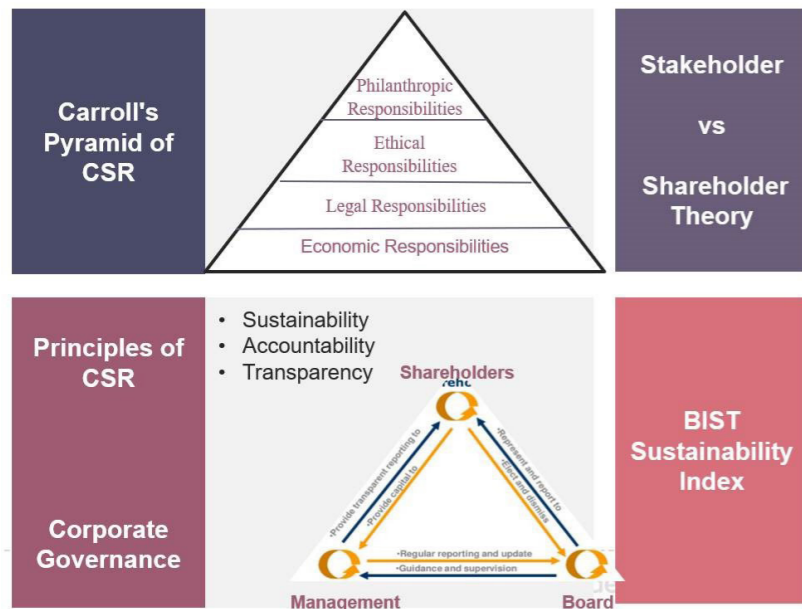 Carroll's
Pyramid of
CSR
Philanthropic
Responsibilities
Ethical
Responsibilities
Legal Responsibilities
Economic Responsibilities
Stakeholder
vs
Shareholder
Theory
Principles of
CSR
• Sustainability
• Accountability
• Transparency
Corporate
Governance
Shareholders
•Provide transparent reporting to
•Provide capital to
•Represent and report to
•Elect and dismiss
•Regular reporting and update
•Guidance and supervision
Management
Board
BIST
Sustainability
Index